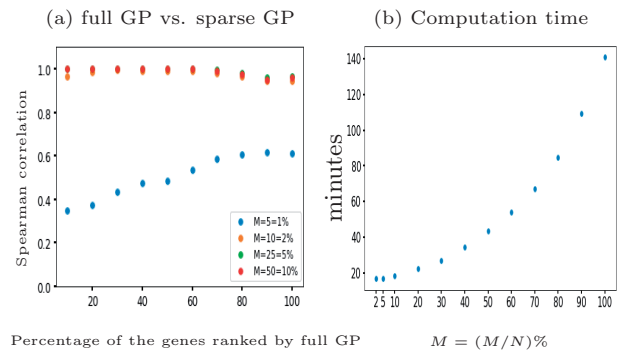 (a) full GP vs. sparse GP
(b) Computation time
Spearman correlation
1.0
0.8
0.6
0.4
0.2
0.0
20
40
60
80
100
M=5=1%
M=10=2%
M=25=5%
M=50=10%
Percentage of the genes ranked by full GP
minutes
140
120
100
80
60
40
20
2 5 10 20 30 40 50 60 70 80 90 100
M = (M/N)%